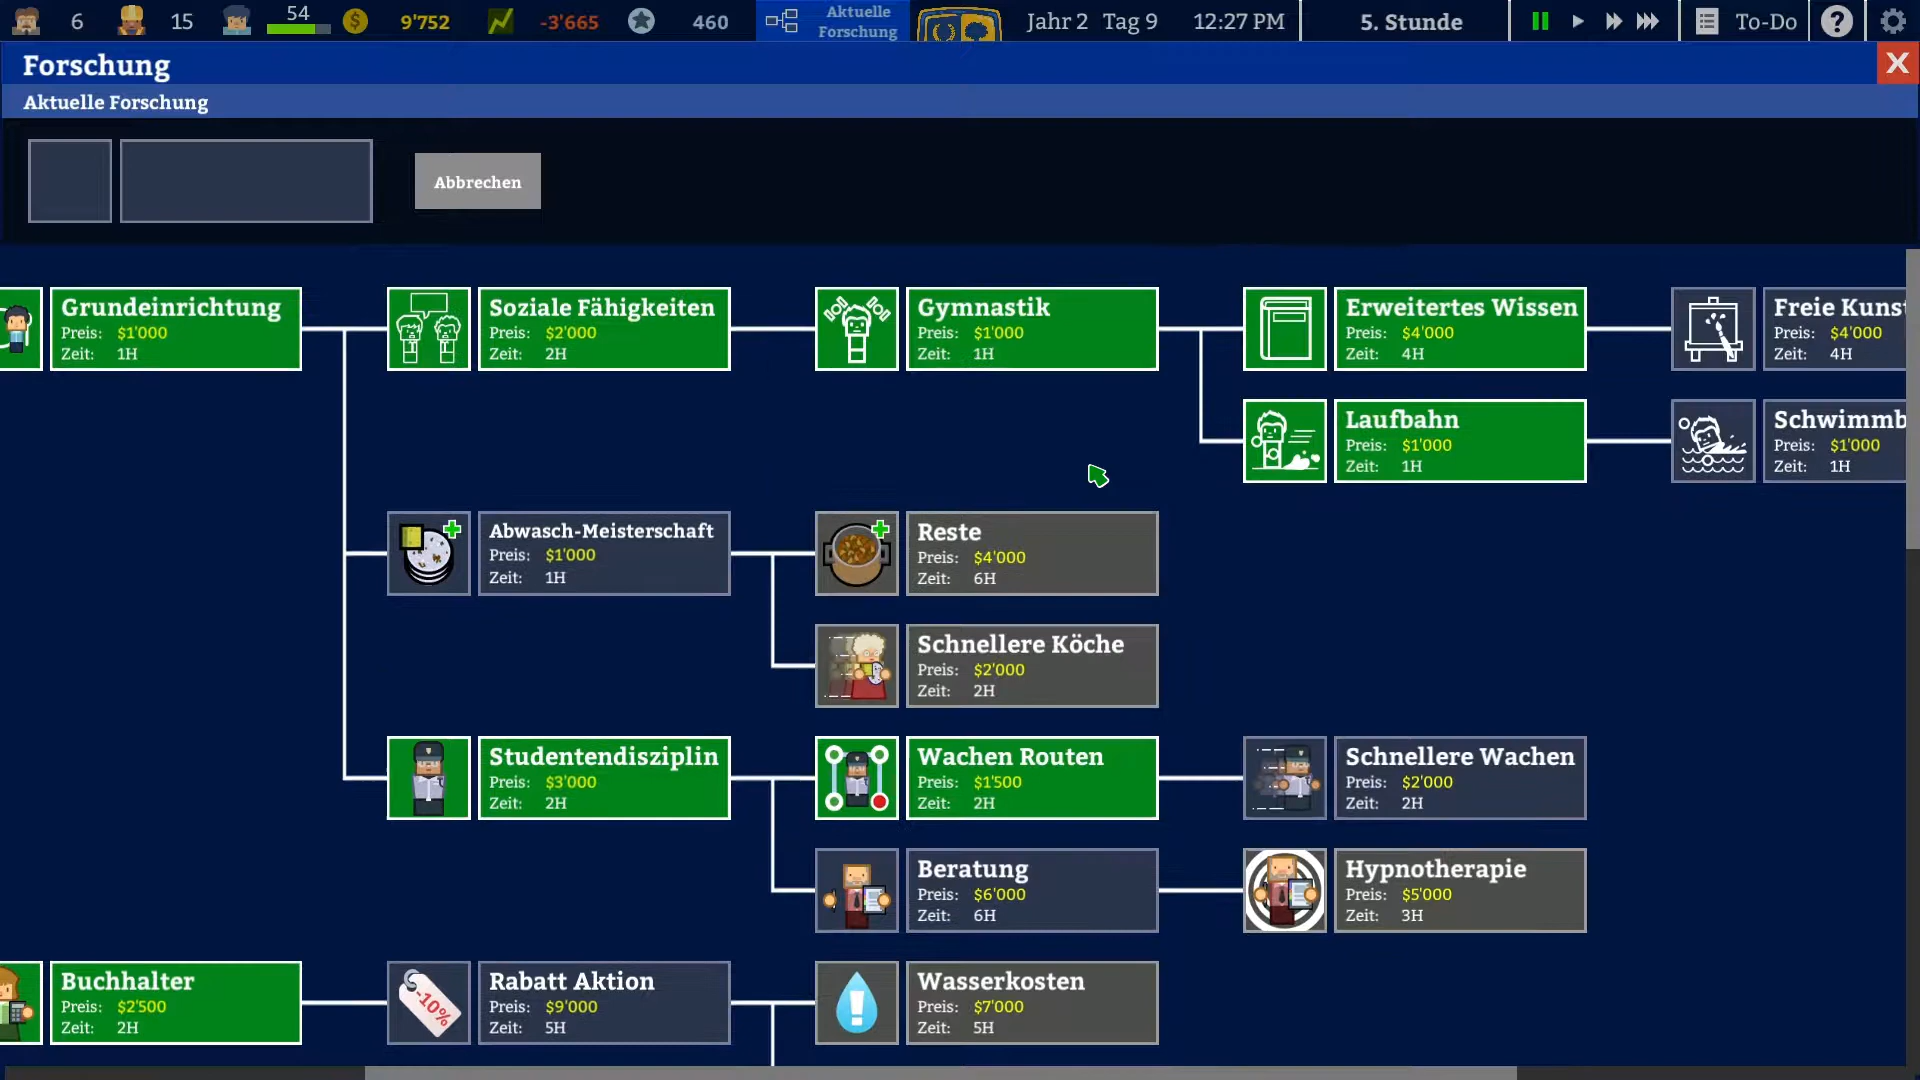 6 15 54 9'752 -3'665 460 Aktuelle Forschung Jahr 2 Tag 9 12:27 PM 5. Stunde To-Do ?
Forschung X
Aktuelle Forschung
Abbrechen
Grundeinrichtung
Preis: $1'000
Zeit: 1H
Soziale Fähigkeiten
Preis: $2'000
Zeit: 2H
Gymnastik
Preis: $1'000
Zeit: 1H
Erweitertes Wissen
Preis: $4'000
Zeit: 4H
Freie Kunst
Preis: $4'000
Zeit: 4H
Laufbahn
Preis: $1'000
Zeit: 1H
Schwimmb
Preis: $1'000
Zeit: 1H
Abwasch-Meisterschaft
Preis: $1'000
Zeit: 1H
Reste
Preis: $4'000
Zeit: 6H
Schnellere Köche
Preis: $2'000
Zeit: 2H
Studentendisziplin
Preis: $3'000
Zeit: 2H
Wachen Routen
Preis: $1'500
Zeit: 2H
Schnellere Wachen
Preis: $2'000
Zeit: 2H
Beratung
Preis: $6'000
Zeit: 6H
Hypnotherapie
Preis: $5'000
Zeit: 3H
Buchhalter
Preis: $2'500
Zeit: 2H
-10%
Rabatt Aktion
Preis: $9'000
Zeit: 5H
Wasserkosten
Preis: $7'000
Zeit: 5H